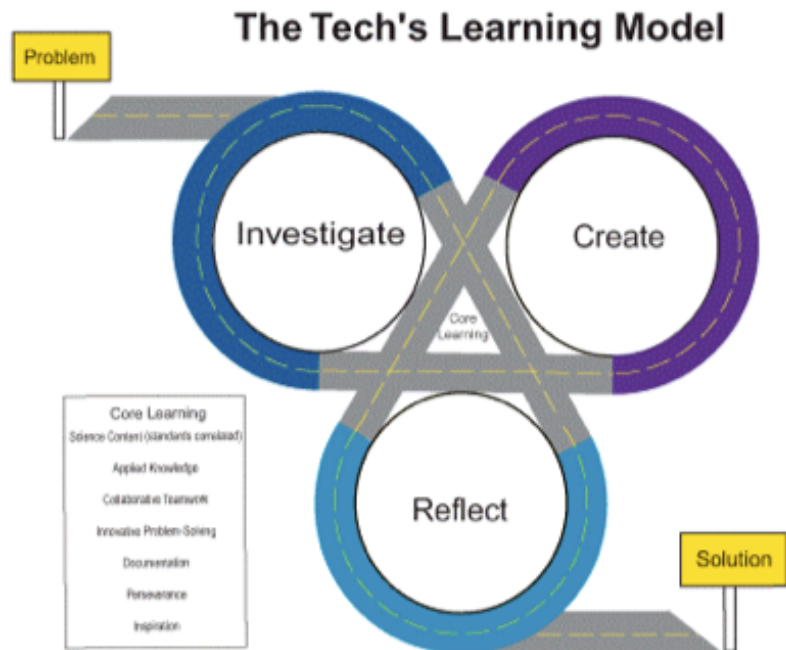 The Tech's Learning Model
Problem
Investigate
Create
Core
Learning
Reflect
Core Learning
Science Content (standards correlated)
Applied Knowledge
Collaborative Teamwork
Innovative Problem-Solving
Documentation
Perseverance
Inspiration
Solution